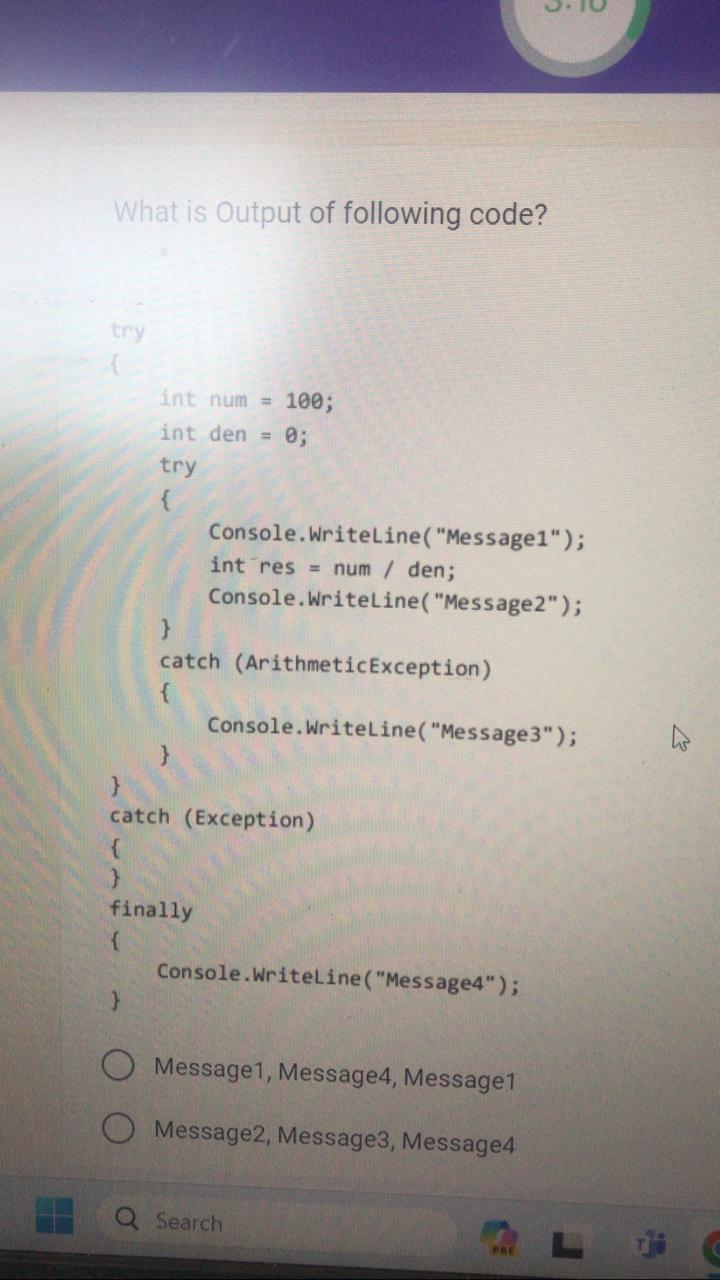 What is Output of following code?
try
{
int num = 100;
int den = 0;
try
{
Console.WriteLine("Message1");
int res = num / den;
Console.WriteLine("Message2");
}
catch (ArithmeticException)
{
Console.WriteLine("Message3");
}
}
catch (Exception)
{
}
finally
{
Console.WriteLine("Message4");
}
Message1, Message4, Message1
Message2, Message3, Message4
Search
PRE